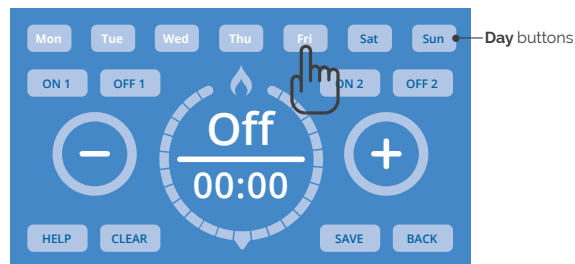 Mon Tue Wed Thu Fri Sat Sun Day buttons
ON 1 OFF 1 ON 2 OFF 2
Off
00:00
HELP CLEAR SAVE BACK